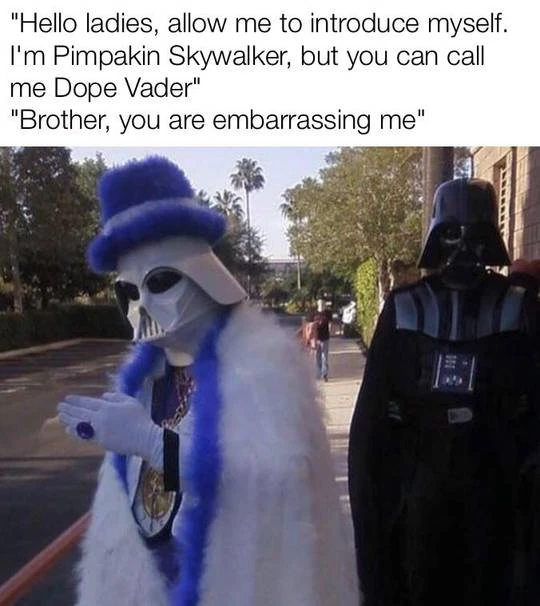 "Hello ladies, allow me to introduce myself.
I'm Pimpakin Skywalker, but you can call
me Dope Vader"
"Brother, you are embarrassing me"